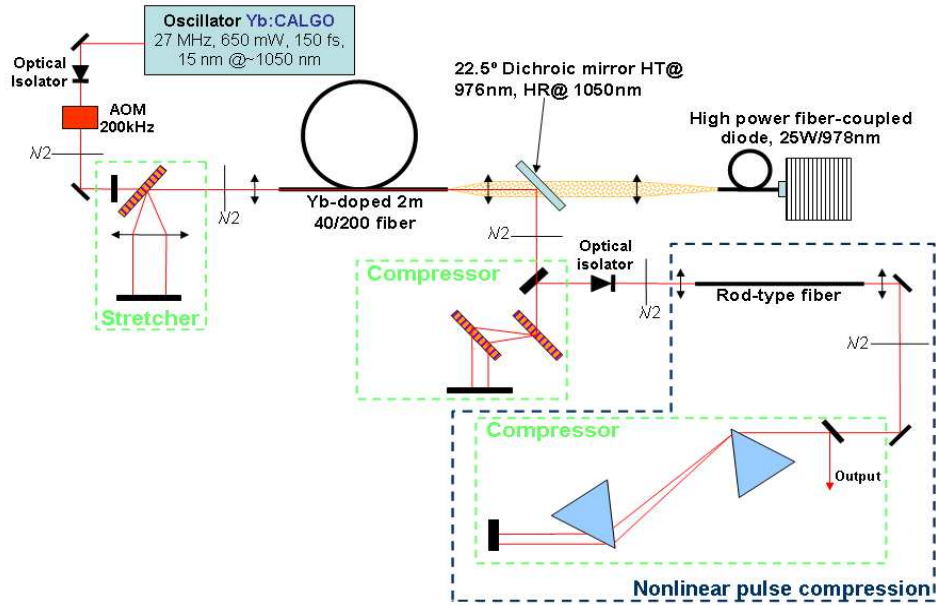 Oscillator Yb:CALGO
27 MHz, 650 mW, 150 fs,
15 nm @~1050 nm
Optical
Isolator
AOM
200kHz
λ/2
22.5º Dichroic mirror HT@
976nm, HR@ 1050nm
High power fiber-coupled
diode, 25W/978nm
λ/2
Yb-doped 2m
40/200 fiber
λ/2
Stretcher
Compressor
Optical
isolator
λ/2
Rod-type fiber
λ/2
Compressor
Output
Nonlinear pulse compression